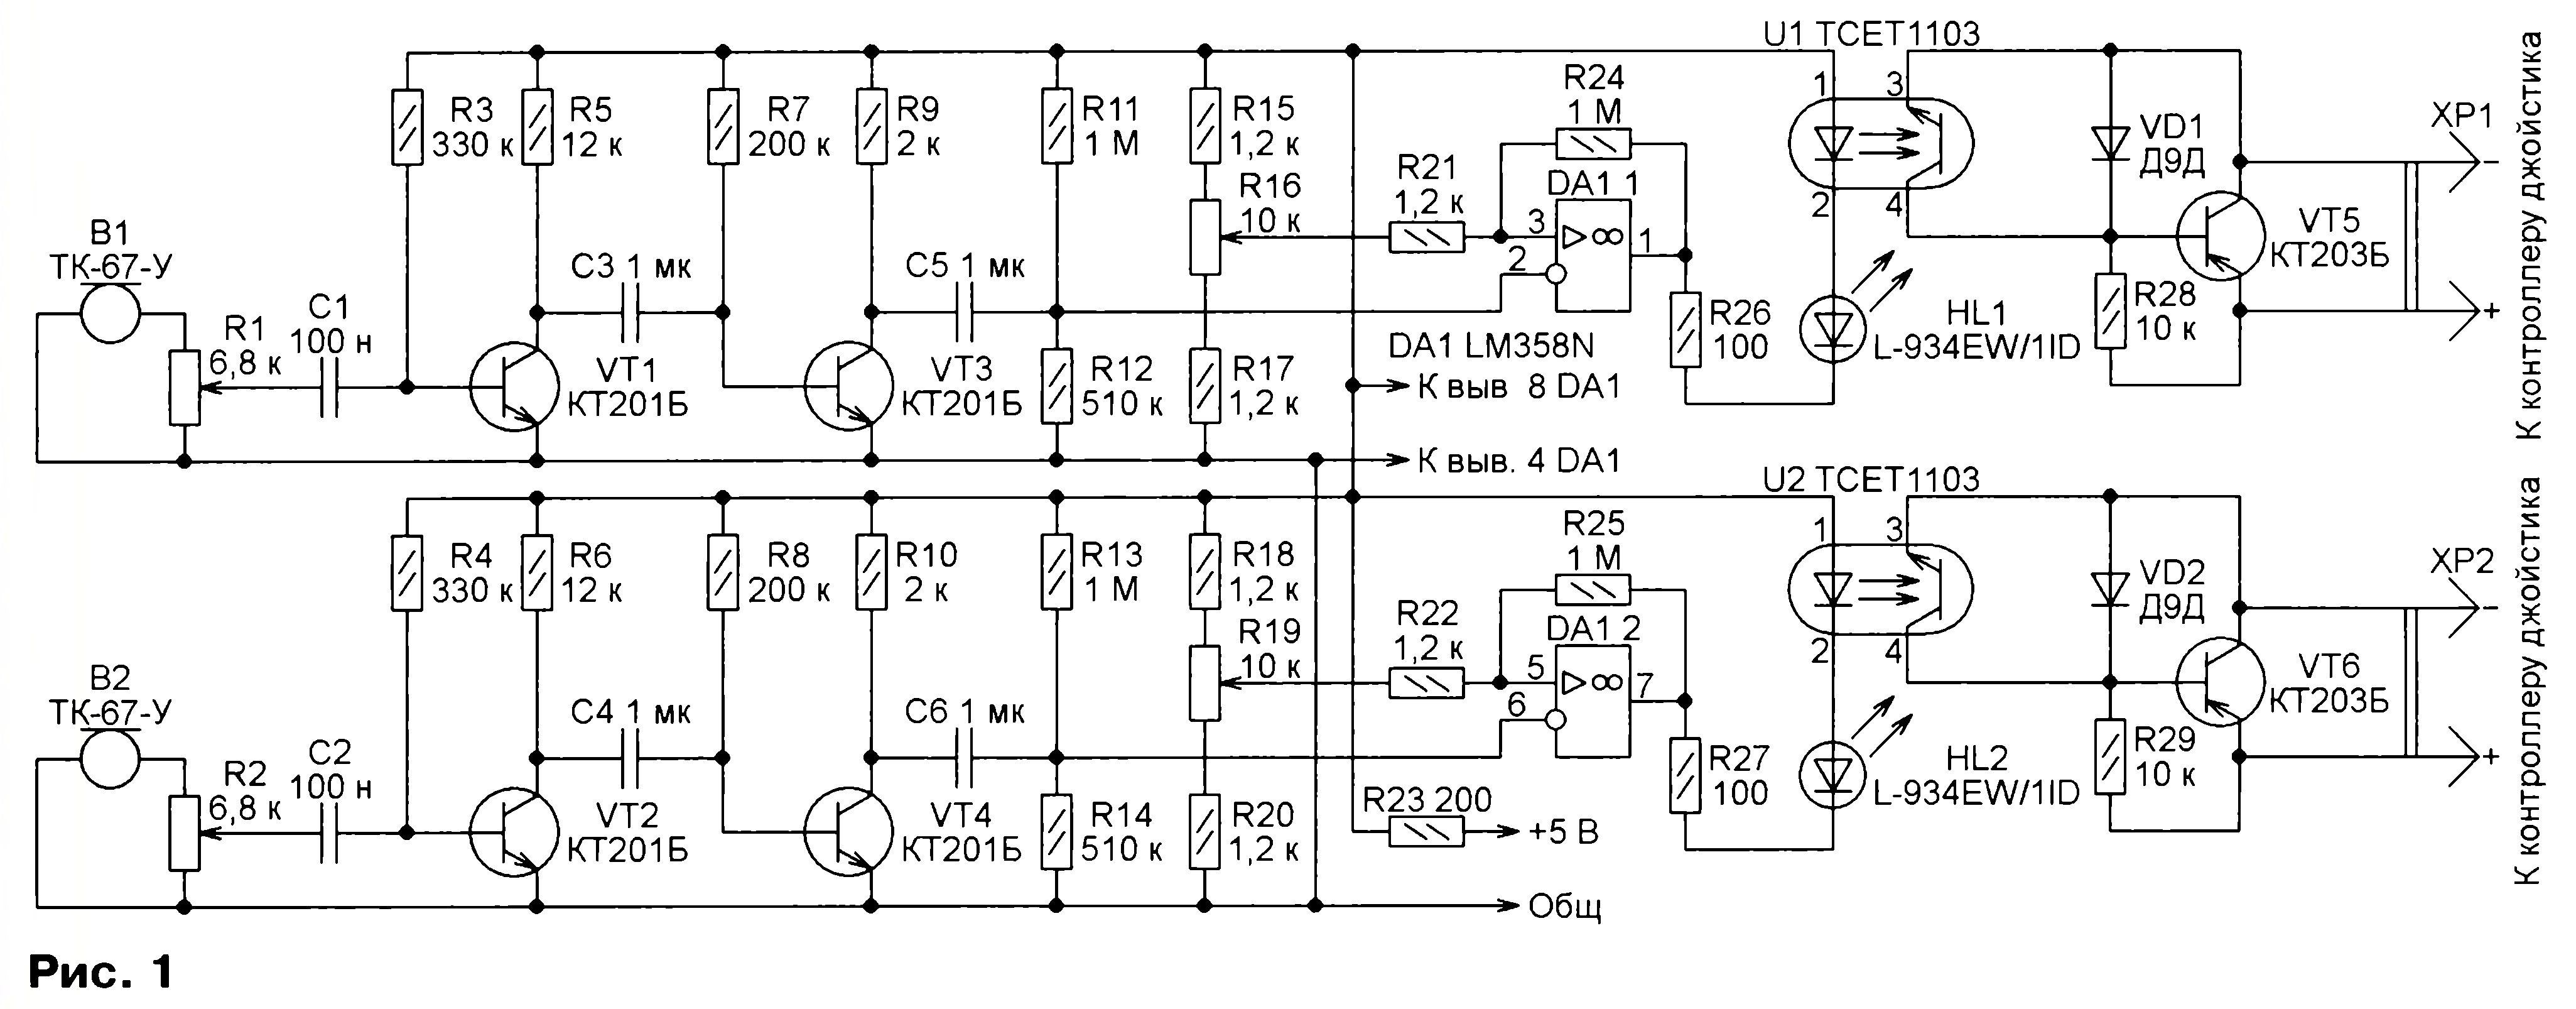 U1 TCET1103
R3
330 к
R5
12 к
R7
200 к
R9
2 к
R11
1 М
R15
1,2 к
R16
10 к
R24
1 М
R21
1,2 к
DA1 1
3
2
1
1
2
3
4
VD1
Д9Д
XP1
−
+
К контроллеру джойстика
B1
ТК-67-У
R1
6,8 к
C1
100 н
C3 1 мк
C5 1 мк
VT1
КТ201Б
VT3
КТ201Б
R12
510 к
R17
1,2 к
DA1 LM358N
К выв 8 DA1
К выв. 4 DA1
R26
100
HL1
L-934EW/1ID
R28
10 к
VT5
КТ203Б
U2 TCET1103
R4
330 к
R6
12 к
R8
200 к
R10
2 к
R13
1 М
R18
1,2 к
R19
10 к
R25
1 М
R22
1,2 к
DA1 2
5
6
7
1
2
3
4
VD2
Д9Д
XP2
−
+
К контроллеру джойстика
B2
ТК-67-У
R2
6,8 к
C2
100 н
C4 1 мк
C6 1 мк
VT2
КТ201Б
VT4
КТ201Б
R14
510 к
R20
1,2 к
R23 200
+5 В
Общ
R27
100
HL2
L-934EW/1ID
R29
10 к
VT6
КТ203Б
Рис. 1